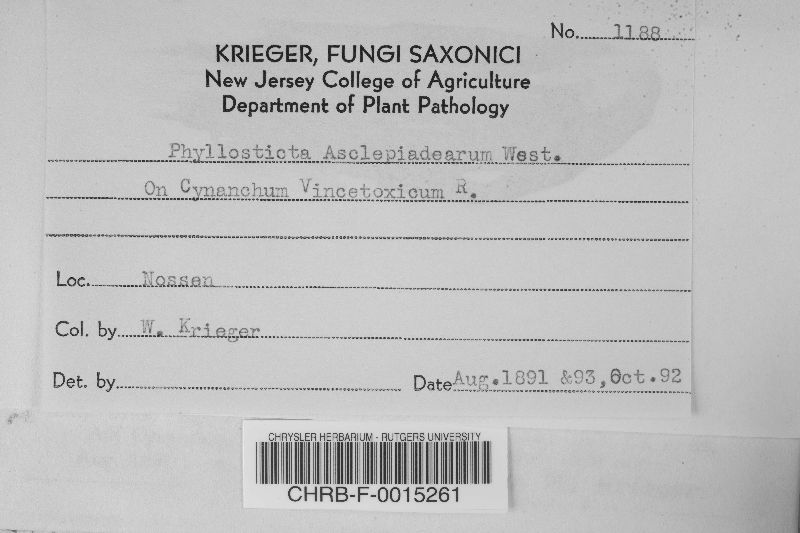 No. 1188
KRIEGER, FUNGI SAXONICI
New Jersey College of Agriculture
Department of Plant Pathology
Phyllosticta Asclepiadearum West.
On Cynanchum Vincetoxicum R.
Loc. Nossen
Col. by W. Krieger
Det. by
Date Aug. 1891 &93, Oct. 92
CHRYSLER HERBARIUM - RUTGERS UNIVERSITY
CHRB-F-0015261